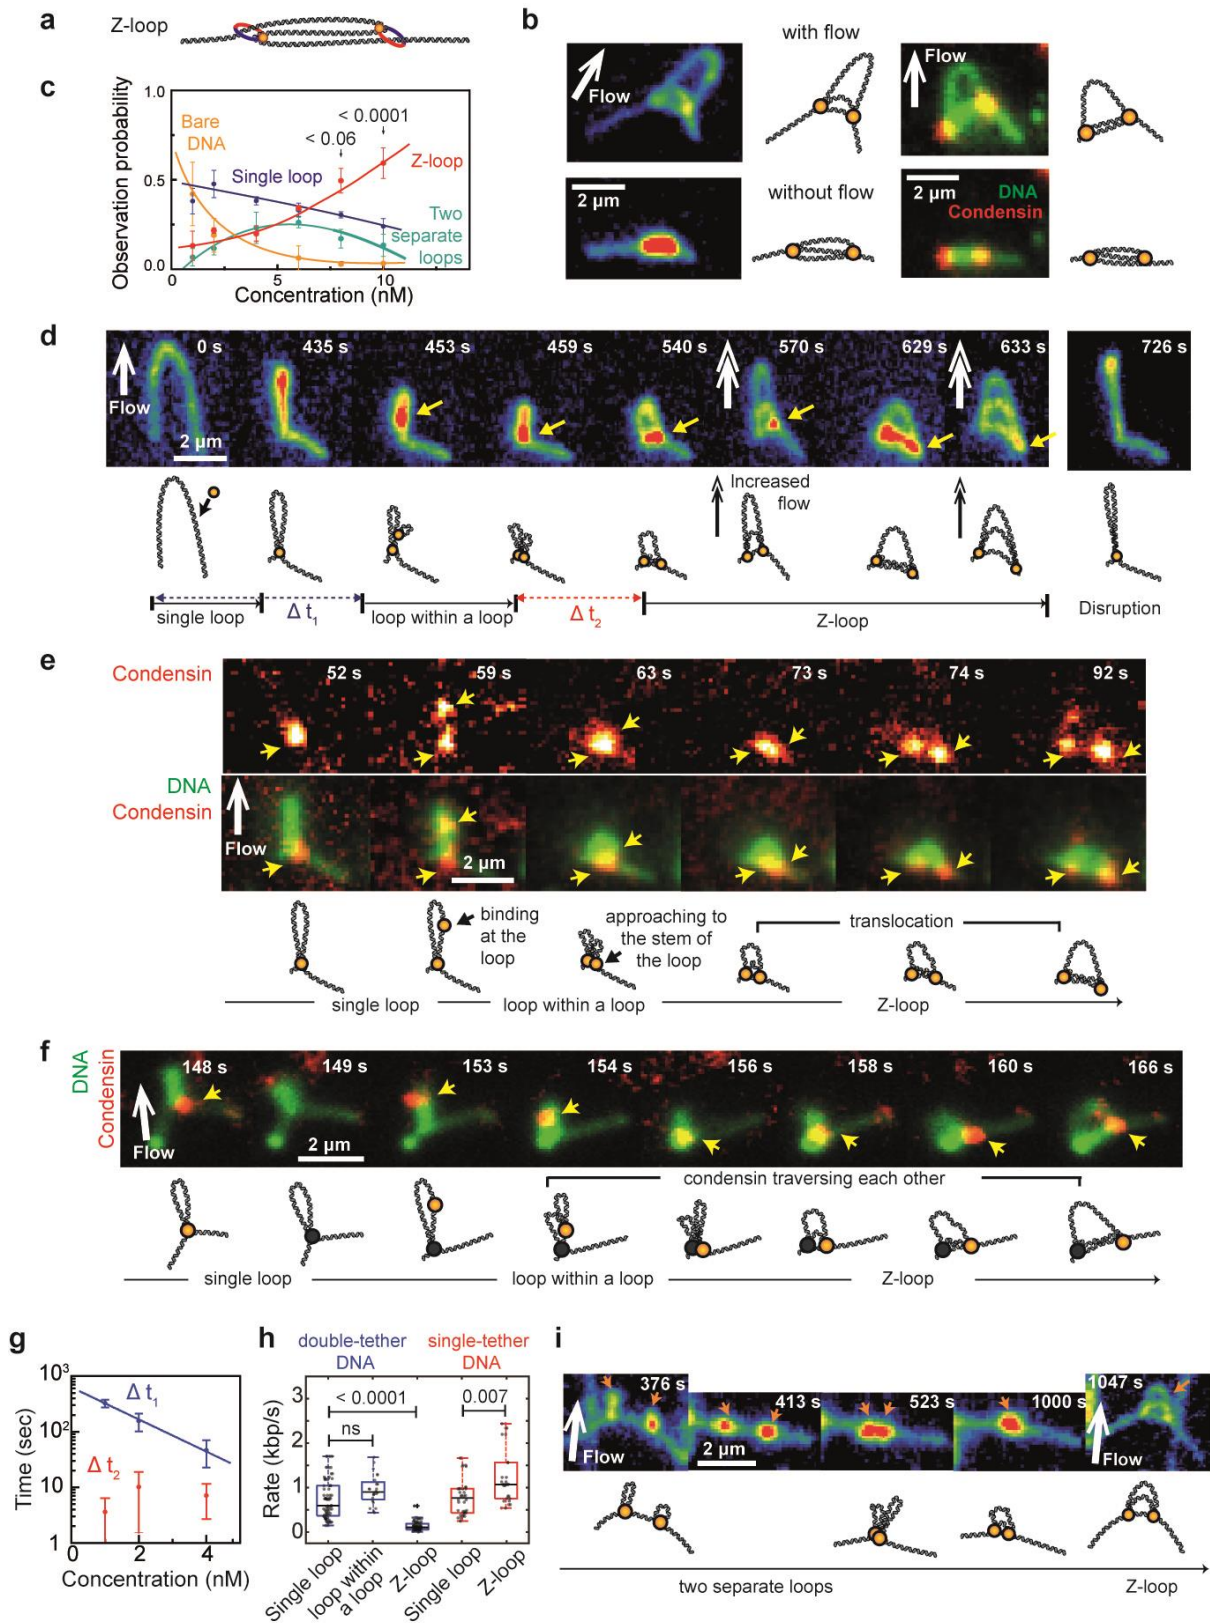 a
Z-loop
b
with flow
Flow
Flow
without flow
2 µm
2 µm
DNA
Condensin
c
Observation probability
1.0
0.5
0.0
0
5
10
Concentration (nM)
Bare
DNA
Single loop
< 0.06
< 0.0001
Z-loop
Two
separate
loops
d
0 s
435 s
453 s
459 s
540 s
570 s
629 s
633 s
726 s
Flow
2 µm
Increased
flow
single loop
Δ t1
loop within a loop
Δ t2
Z-loop
Disruption
e
Condensin
52 s
59 s
63 s
73 s
74 s
92 s
DNA
Condensin
Flow
2 µm
binding
at the
loop
approaching to
the stem of
the loop
translocation
single loop
loop within a loop
Z-loop
f
DNA
Condensin
148 s
149 s
153 s
154 s
156 s
158 s
160 s
166 s
Flow
2 µm
condensin traversing each other
single loop
loop within a loop
Z-loop
g
Time (sec)
10³
10²
10
1
0
2
4
Concentration (nM)
Δ t1
Δ t2
h
double-tether
DNA
single-tether
DNA
Rate (kbp/s)
3
2
1
0
< 0.0001
ns
0.007
Single loop
loop within
a loop
Z-loop
Single loop
Z-loop
i
376 s
413 s
523 s
1000 s
1047 s
Flow
2 µm
Flow
two separate loops
Z-loop